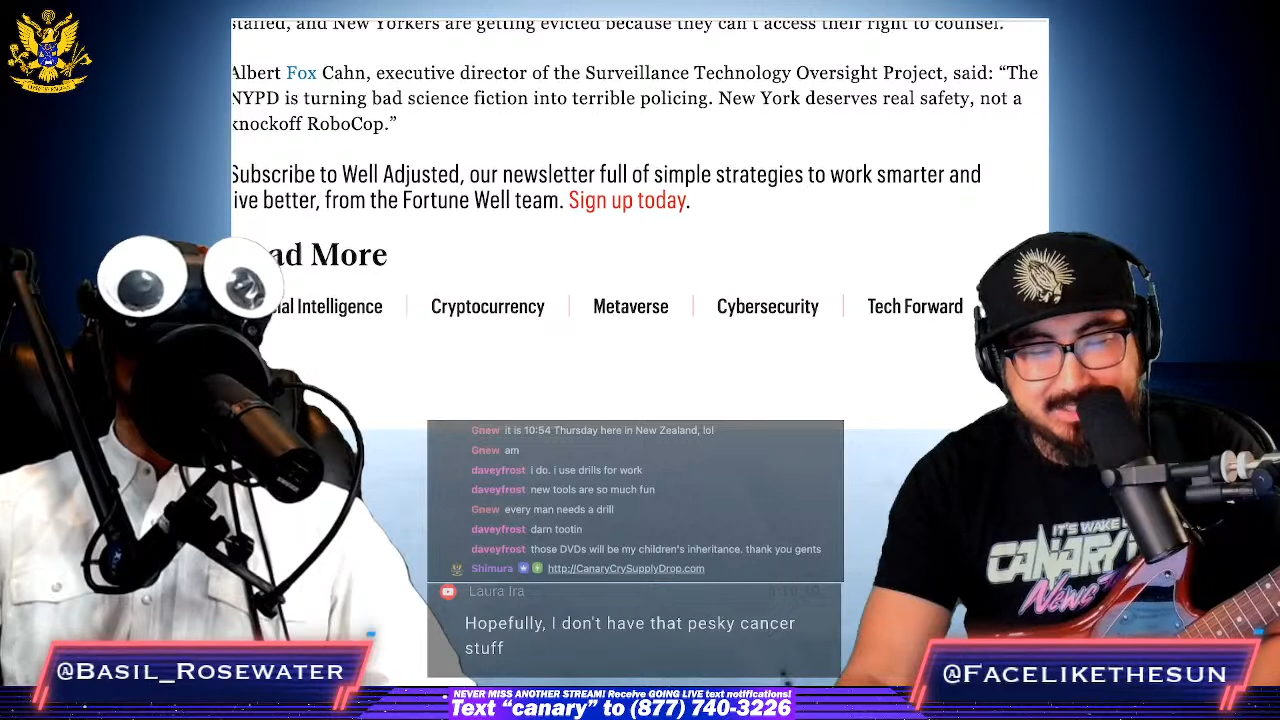 stalled, and New Yorkers are getting evicted because they can't access their right to counsel.
Albert Fox Cahn, executive director of the Surveillance Technology Oversight Project, said: “The
NYPD is turning bad science fiction into terrible policing. New York deserves real safety, not a
knockoff RoboCop.”
Subscribe to Well Adjusted, our newsletter full of simple strategies to work smarter and
ive better, from the Fortune Well team. Sign up today.
ad More
ial Intelligence Cryptocurrency Metaverse Cybersecurity Tech Forward
Gnew it is 10:54 Thursday here in New Zealand, lol
Gnew am
daveyfrost i do. i use drills for work
daveyfrost new tools are so much fun
Gnew every man needs a drill
daveyfrost darn tootin
daveyfrost those DVDs will be my children's inheritance. thank you gents
Shimura http://CanaryCrySupplyDrop.com
Laura Ira
Hopefully, I don't have that pesky cancer
stuff
IT'S WAKE
CANARY
News
@BASIL_ROSEWATER
@FACELIKETHESUN
NEVER MISS ANOTHER STREAM! Receive GOING LIVE text notifications!
Text "canary" to (877) 740-3226